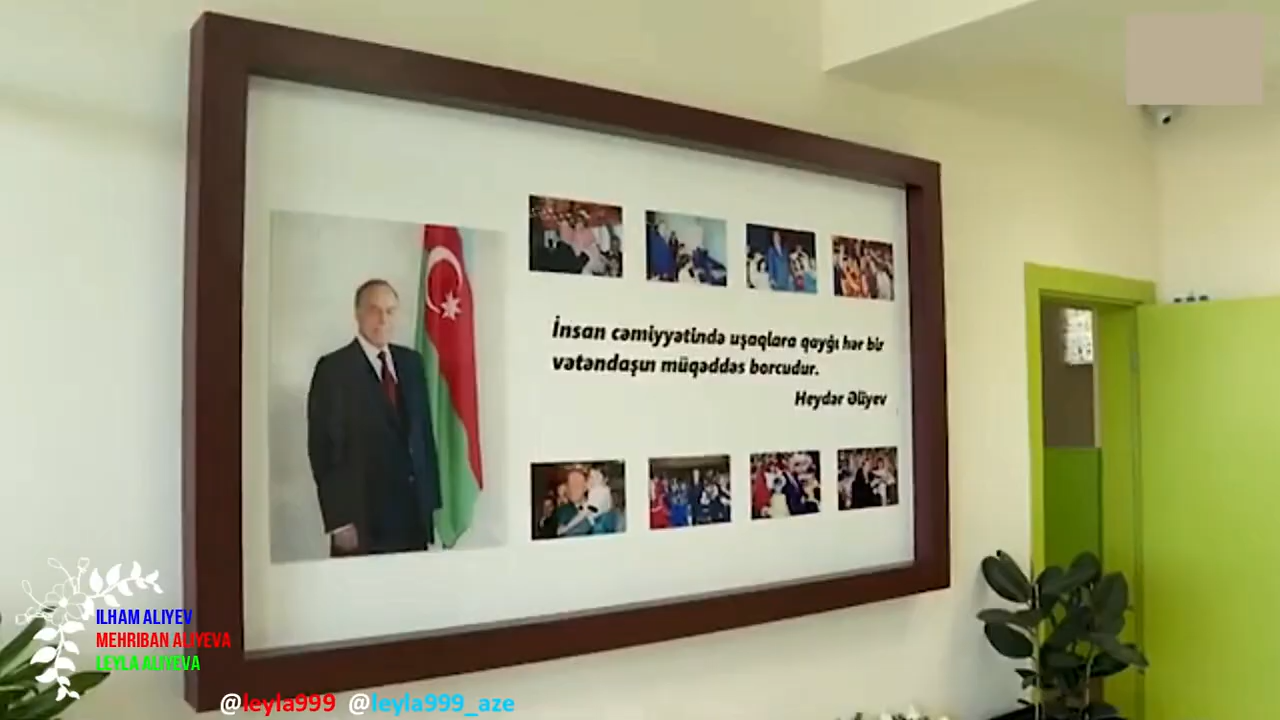 İnsan cəmiyyətində uşaqlara qayğı hər bir
vətəndaşın müqəddəs borcudur.
Heydər Əliyev
ILHAM ALIYEV
MEHRIBAN ALIYEVA
LEYLA ALIYEVA
@leyla999 @leyla999_aze